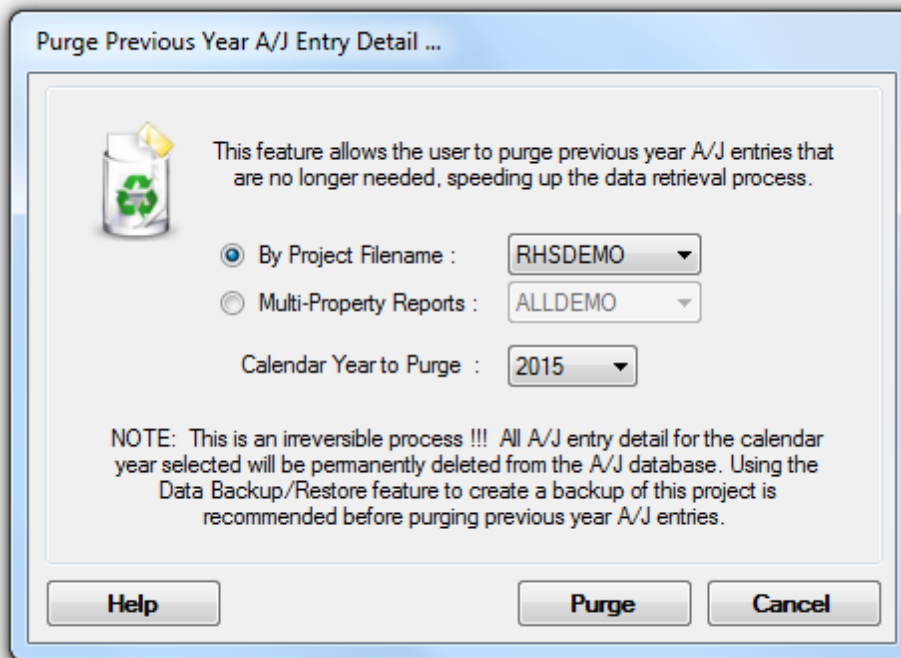 Purge Previous Year A/J Entry Detail ...
This feature allows the user to purge previous year A/J entries that
are no longer needed, speeding up the data retrieval process.
By Project Filename : RHSDEMO
Multi-Property Reports : ALLDEMO
Calendar Year to Purge : 2015
NOTE: This is an irreversible process !!! All A/J entry detail for the calendar
year selected will be permanently deleted from the A/J database. Using the
Data Backup/Restore feature to create a backup of this project is
recommended before purging previous year A/J entries.
Help Purge Cancel